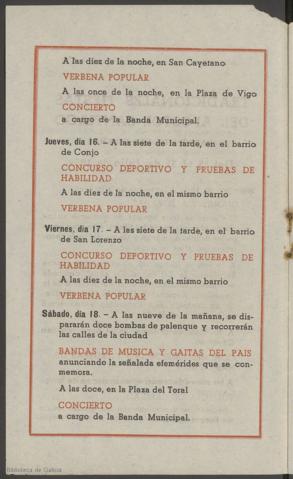 A las diez de la noche, en San Cayetano
VERBENA POPULAR
A las once de la noche, en la Plaza de Vigo
CONCIERTO
a cargo de la Banda Municipal.
Jueves, día 16. - A las siete de la tarde, en el barrio
de Conjo
CONCURSO DEPORTIVO Y PRUEBAS DE
HABILIDAD
A las diez de la noche, en el mismo barrio
VERBENA POPULAR
Viernes, día 17. - A las siete de la tarde, en el barrio
de San Lorenzo
CONCURSO DEPORTIVO Y PRUEBAS DE
HABILIDAD
A las diez de la noche, en el mismo barrio
VERBENA POPULAR
Sábado, día 18. - A las nueve de la mañana, se dis-
pararán doce bombas de palenque y recorrerán
las calles de la ciudad
BANDAS DE MUSICA Y GAITAS DEL PAIS
anunciando la señalada efemérides que se con-
memora.
A las doce, en la Plaza del Toral
CONCIERTO
a cargo de la Banda Municipal.
Biblioteca de Galicia